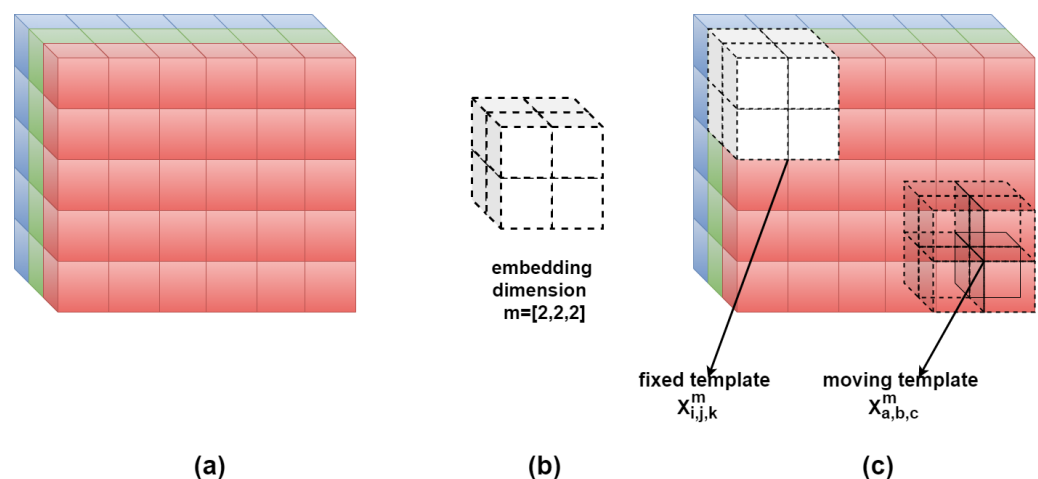 embedding
dimension
m=[2,2,2]
fixed template
X^m_{i,j,k}
moving template
X^m_{a,b,c}
(a)
(b)
(c)